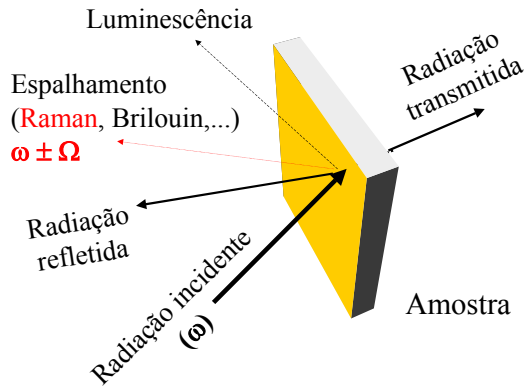 Luminescência
Espalhamento
(Raman, Brilouin,...)
ω ± Ω
Radiação
transmitida
Radiação
refletida
Radiação incidente
(ω)
Amostra